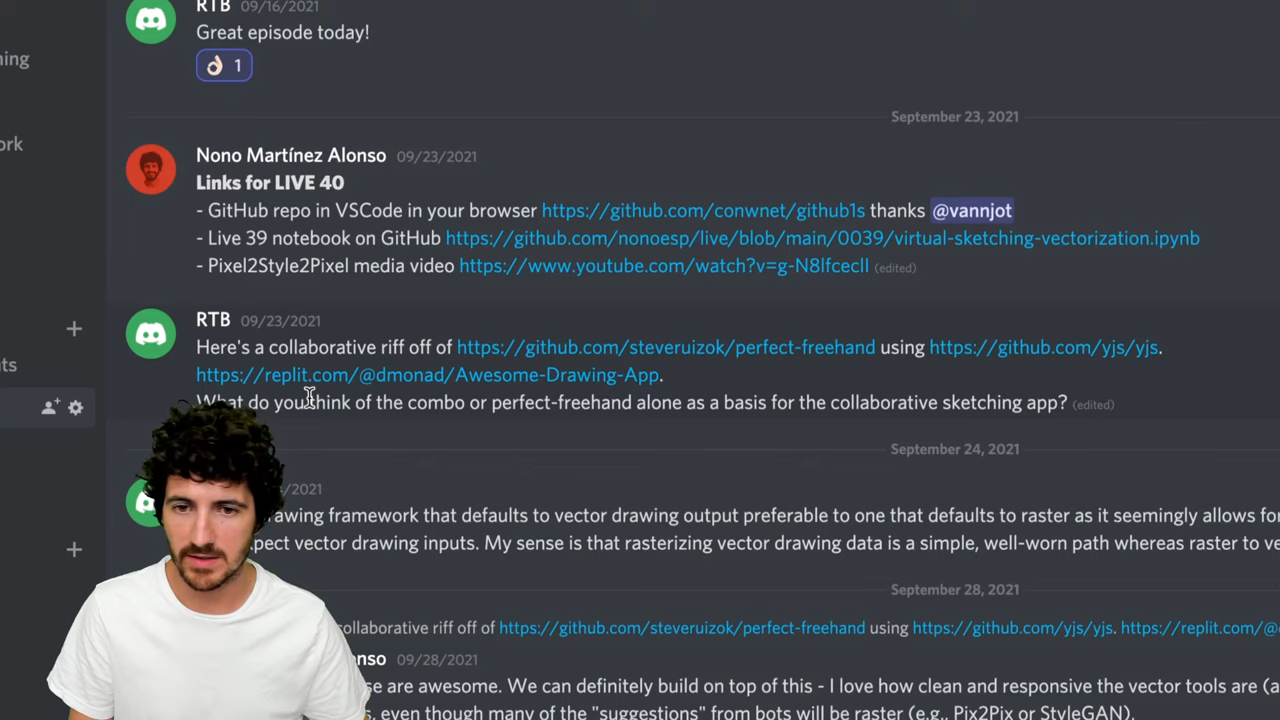 RTB 09/16/2021
ning
Great episode today!
👌🏻 1
September 23, 2021
ork
Nono Martínez Alonso 09/23/2021
Links for LIVE 40
- GitHub repo in VSCode in your browser https://github.com/conwnet/github1s thanks @vannjot
- Live 39 notebook on GitHub https://github.com/nonoesp/live/blob/main/0039/virtual-sketching-vectorization.ipynb
- Pixel2Style2Pixel media video https://www.youtube.com/watch?v=g-N8lfcecII (edited)
RTB 09/23/2021
Here's a collaborative riff off of https://github.com/steveruizok/perfect-freehand using https://github.com/yjs/yjs.
nts
https://replit.com/@dmonad/Awesome-Drawing-App.
What do you think of the combo or perfect-freehand alone as a basis for the collaborative sketching app? (edited)
September 24, 2021
/2021
rawing framework that defaults to vector drawing output preferable to one that defaults to raster as it seemingly allows for
pect vector drawing inputs. My sense is that rasterizing vector drawing data is a simple, well-worn path whereas raster to ve
September 28, 2021
collaborative riff off of https://github.com/steveruizok/perfect-freehand using https://github.com/yjs/yjs. https://replit.com/@d
onso 09/28/2021
se are awesome. We can definitely build on top of this - I love how clean and responsive the vector tools are (a
s, even though many of the "suggestions" from bots will be raster (e.g., Pix2Pix or StyleGAN).